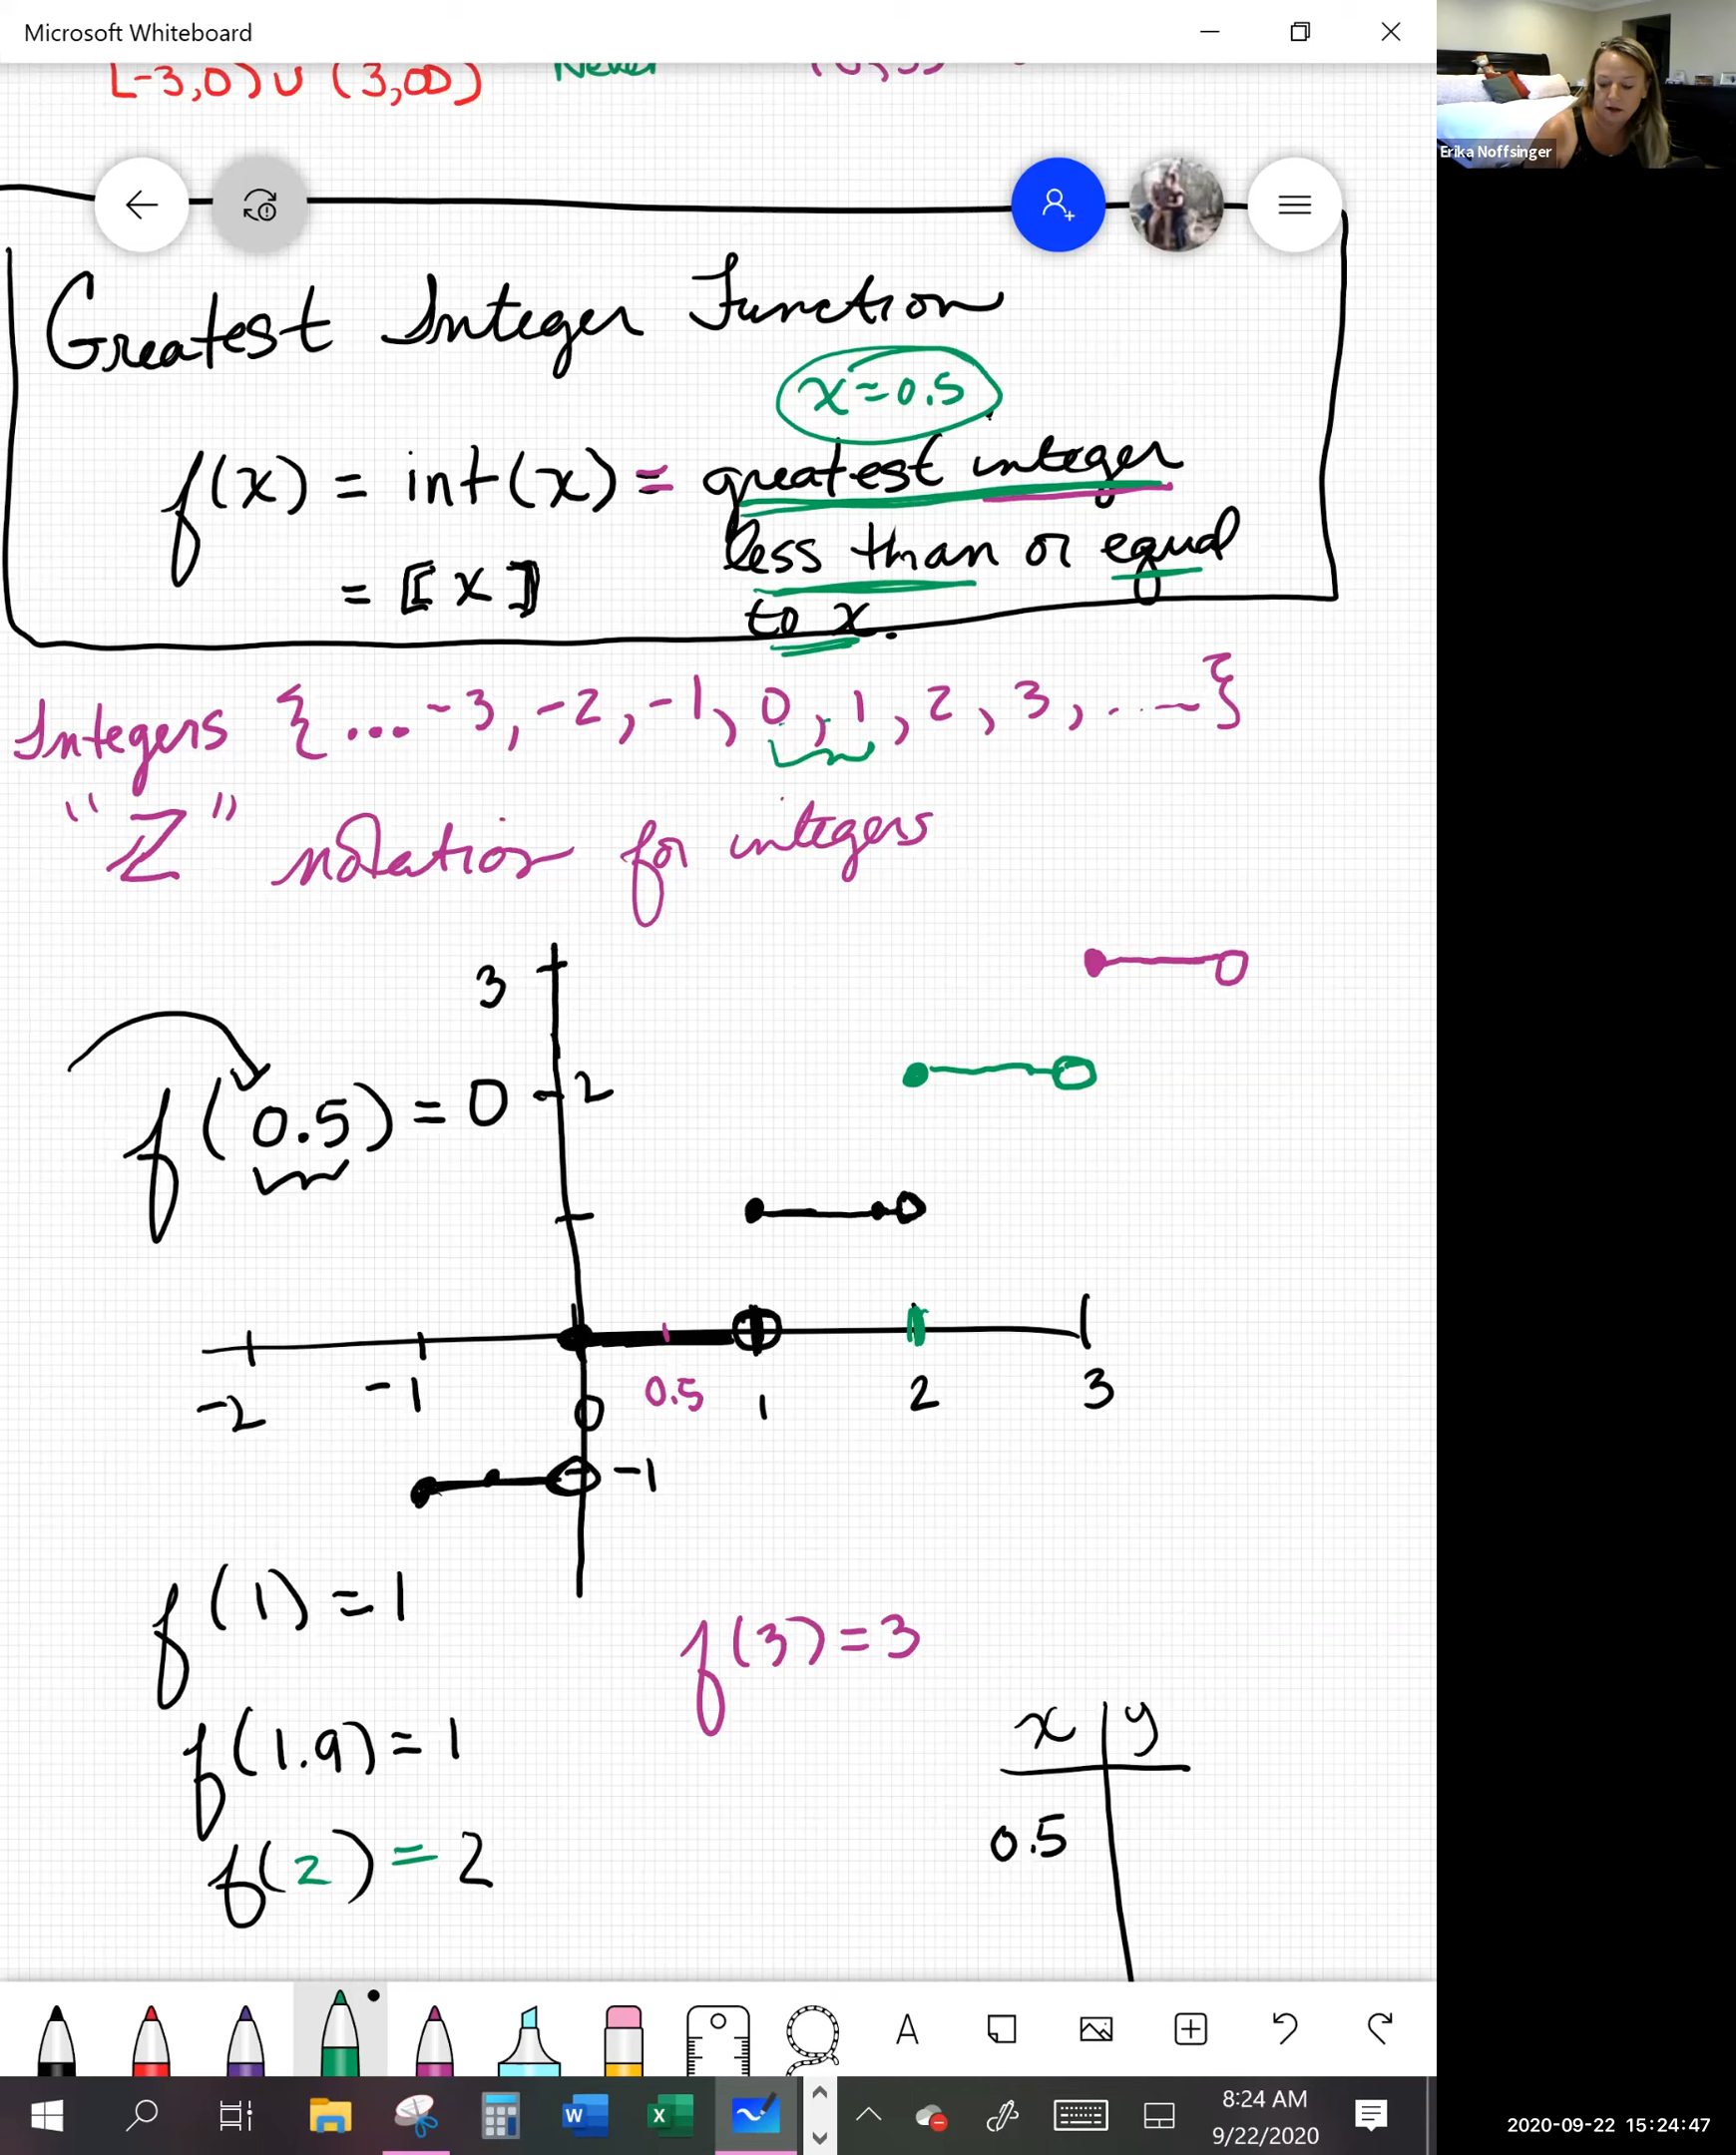 Microsoft Whiteboard
[-3,0) ∪ (3,∞) Never
Erika Noffsinger
Greatest Integer Function
x=0.5
f(x) = int(x) = greatest integer
less than or equal
= ⟦x⟧
to x.
Integers {... -3, -2, -1, 0, 1, 2, 3, ....}
"Z" notation for integers
3
f(0.5) = 0
2
-2 -1 0 0.5 1 2 3
-1
f(1) = 1
f(3) = 3
f(1.9) = 1
x y
f(2) = 2
0.5
A
8:24 AM
9/22/2020
2020-09-22 15:24:47